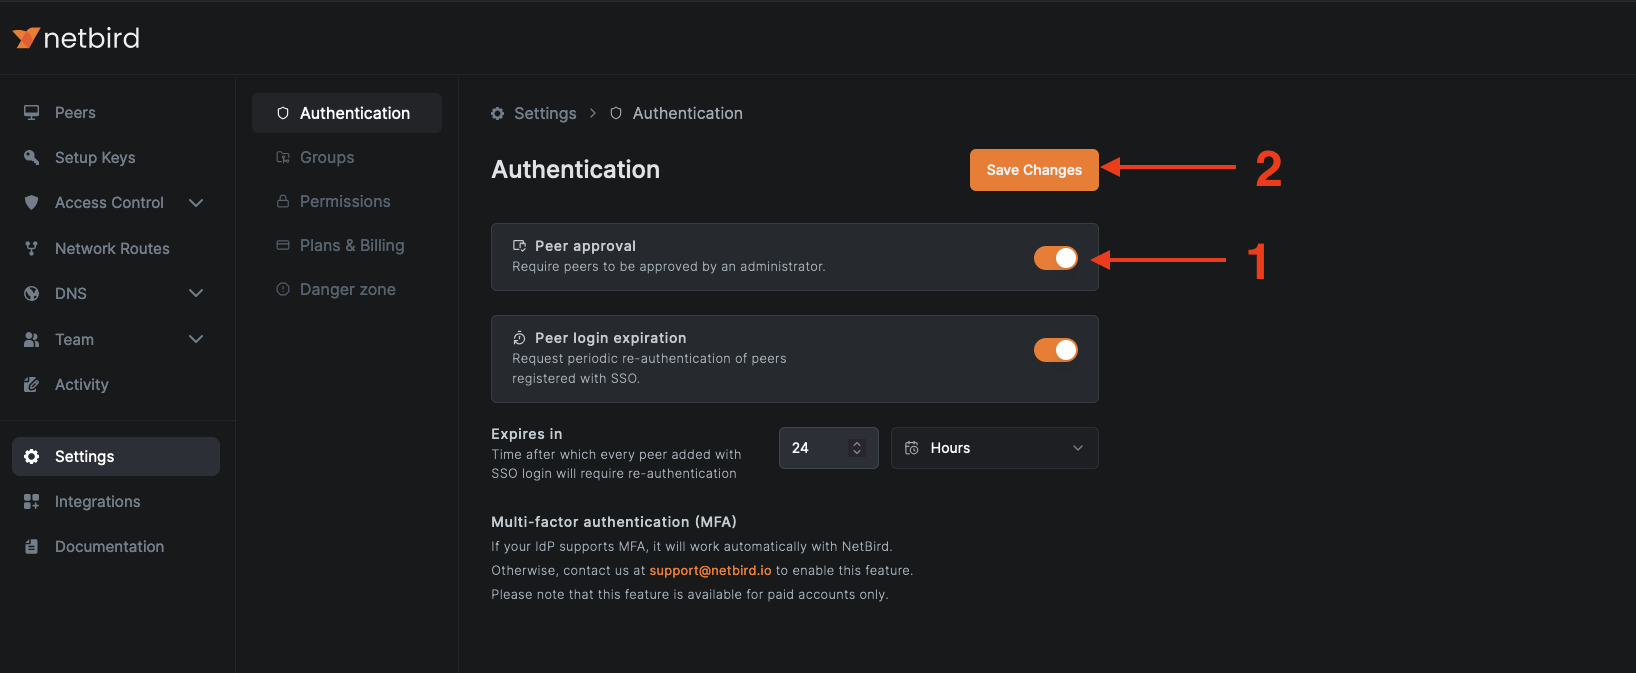 netbird
Peers
Setup Keys
Access Control
Network Routes
DNS
Team
Activity
Settings
Integrations
Documentation
Authentication
Groups
Permissions
Plans & Billing
Danger zone
Settings > Authentication
Authentication
Save Changes
2
Peer approval
Require peers to be approved by an administrator.
1
Peer login expiration
Request periodic re-authentication of peers
registered with SSO.
Expires in
Time after which every peer added with
SSO login will require re-authentication
24
Hours
Multi-factor authentication (MFA)
If your IdP supports MFA, it will work automatically with NetBird.
Otherwise, contact us at support@netbird.io to enable this feature.
Please note that this feature is available for paid accounts only.